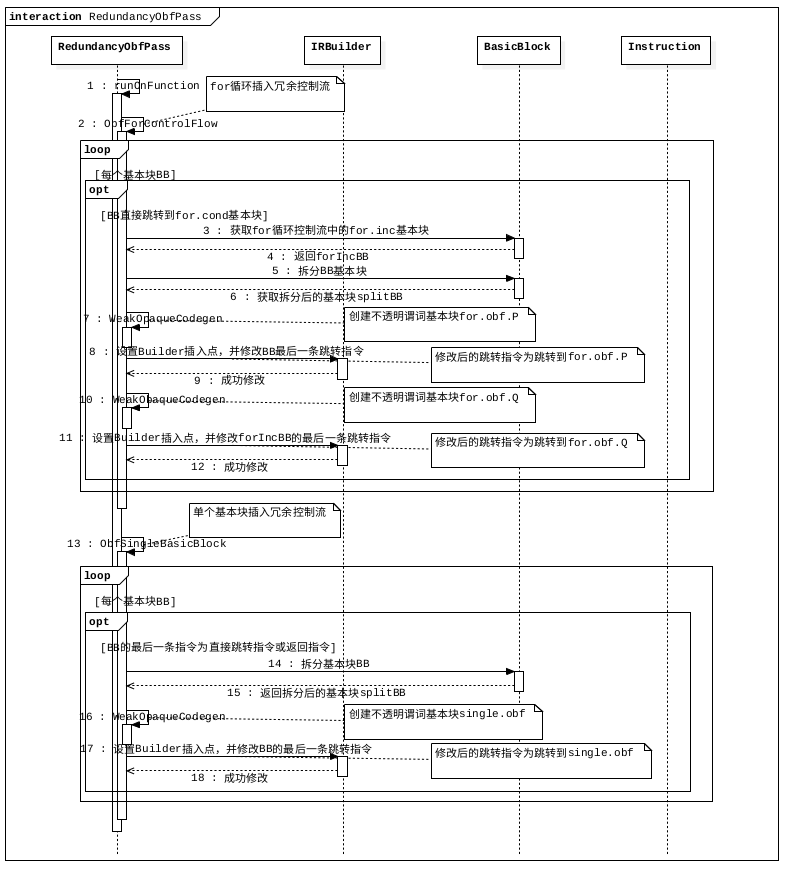 interaction RedundancyObfPass
RedundancyObfPass
IRBuilder
BasicBlock
Instruction
1 : runOnFunction
for循环插入冗余控制流
2 : ObfForControlFlow
loop
[每个基本块BB]
opt
[BB直接跳转到for.cond基本块]
3 : 获取for循环控制流中的for.inc基本块
4 : 返回forIncBB
5 : 拆分BB基本块
6 : 获取拆分后的基本块splitBB
7 : WeakOpaqueCodegen
创建不透明谓词基本块for.obf.P
8 : 设置Builder插入点，并修改BB最后一条跳转指令
修改后的跳转指令为跳转到for.obf.P
9 : 成功修改
10 : WeakOpaqueCodegen
创建不透明谓词基本块for.obf.Q
11 : 设置Builder插入点，并修改forIncBB的最后一条跳转指令
修改后的跳转指令为跳转到for.obf.Q
12 : 成功修改
单个基本块插入冗余控制流
13 : ObfSingleBasicBlock
loop
[每个基本块BB]
opt
[BB的最后一条指令为直接跳转指令或返回指令]
14 : 拆分基本块BB
15 : 返回拆分后的基本块splitBB
16 : WeakOpaqueCodegen
创建不透明谓词基本块single.obf
17 : 设置Builder插入点，并修改BB的最后一条跳转指令
修改后的跳转指令为跳转到single.obf
18 : 成功修改